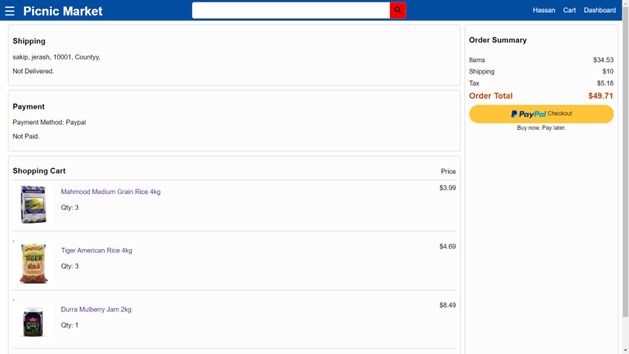 ☰ Picnic Market
Hassan Cart Dashboard
Shipping
sakip, jerash, 10001, Countyy,
Not Delivered.
Payment
Payment Method: Paypal
Not Paid.
Shopping Cart Price
Mahmood Medium Grain Rice 4kg $3.99
Qty: 3
Tiger American Rice 4kg $4.69
Qty: 3
TIGER
Durra Mulberry Jam 2kg $8.49
Qty: 1
Order Summary
Items $34.53
Shipping $10
Tax $5.18
Order Total $49.71
PayPal Checkout
Buy now. Pay later.